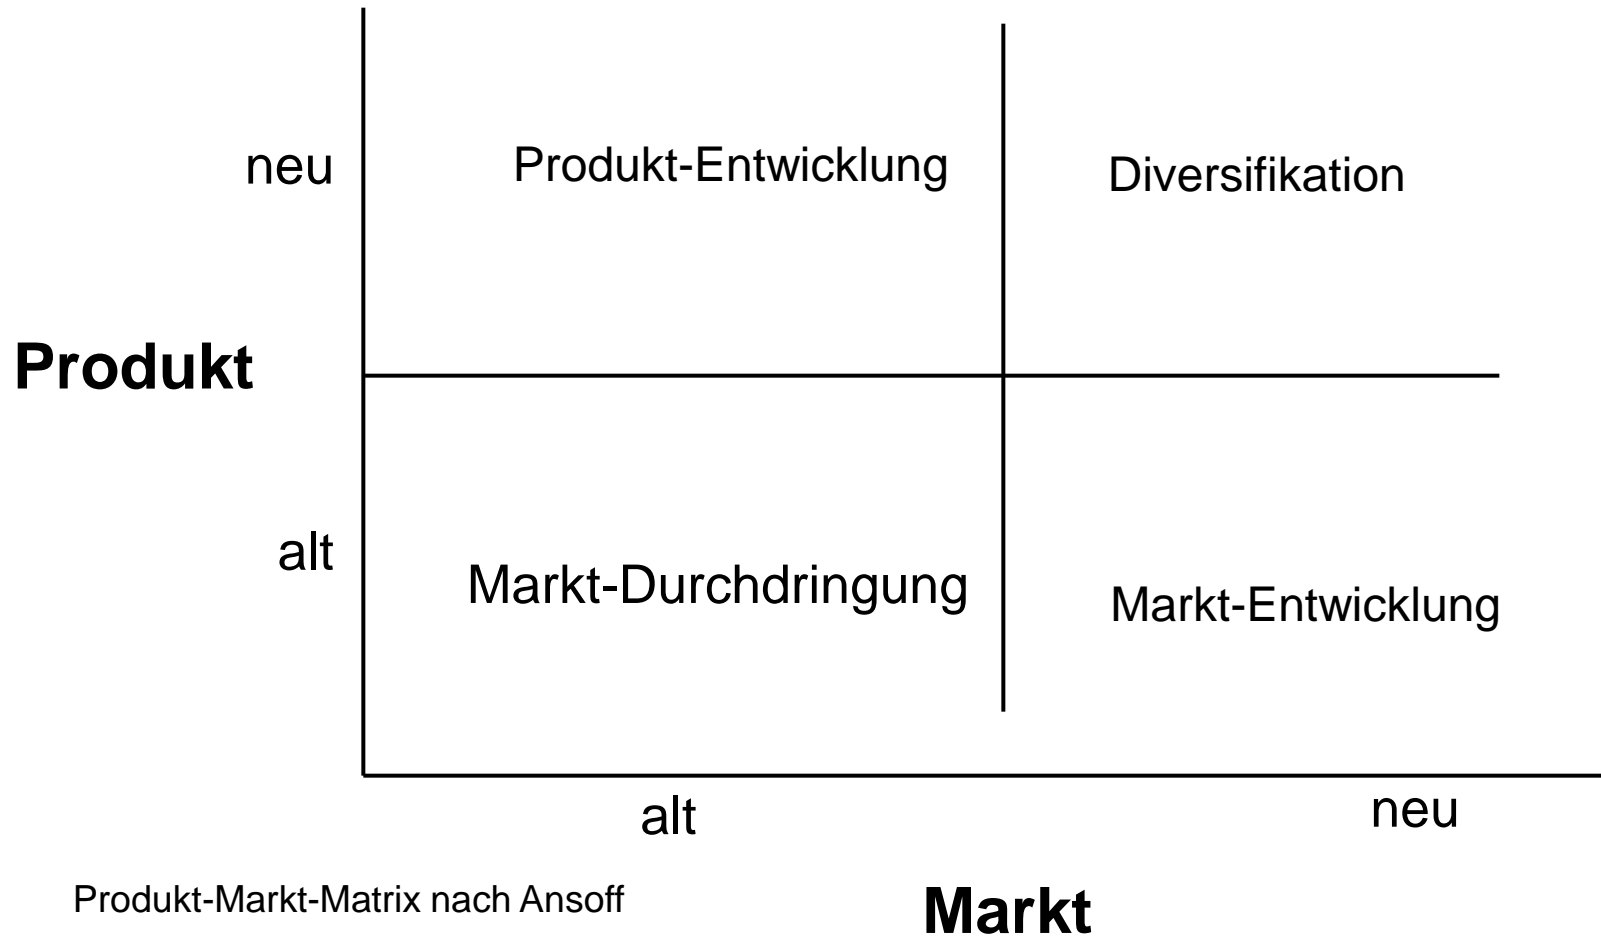 neu
Produkt-Entwicklung
Diversifikation
Produkt
alt
Markt-Durchdringung
Markt-Entwicklung
alt
neu
Produkt-Markt-Matrix nach Ansoff
Markt